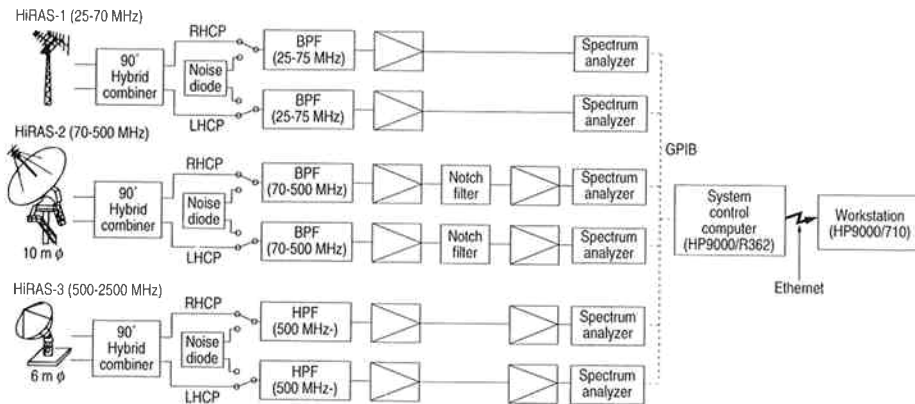 HiRAS-1 (25-70 MHz)
RHCP
90°
Hybrid
combiner
Noise
diode
LHCP
BPF
(25-75 MHz)
BPF
(25-75 MHz)
Spectrum
analyzer
Spectrum
analyzer
HiRAS-2 (70-500 MHz)
10 m ϕ
RHCP
90°
Hybrid
combiner
Noise
diode
LHCP
BPF
(70-500 MHz)
BPF
(70-500 MHz)
Notch
filter
Notch
filter
Spectrum
analyzer
Spectrum
analyzer
HiRAS-3 (500-2500 MHz)
6 m ϕ
RHCP
90°
Hybrid
combiner
Noise
diode
LHCP
HPF
(500 MHz-)
HPF
(500 MHz-)
Spectrum
analyzer
Spectrum
analyzer
GPIB
System
control
computer
(HP9000/R362)
Ethernet
Workstation
(HP9000/710)